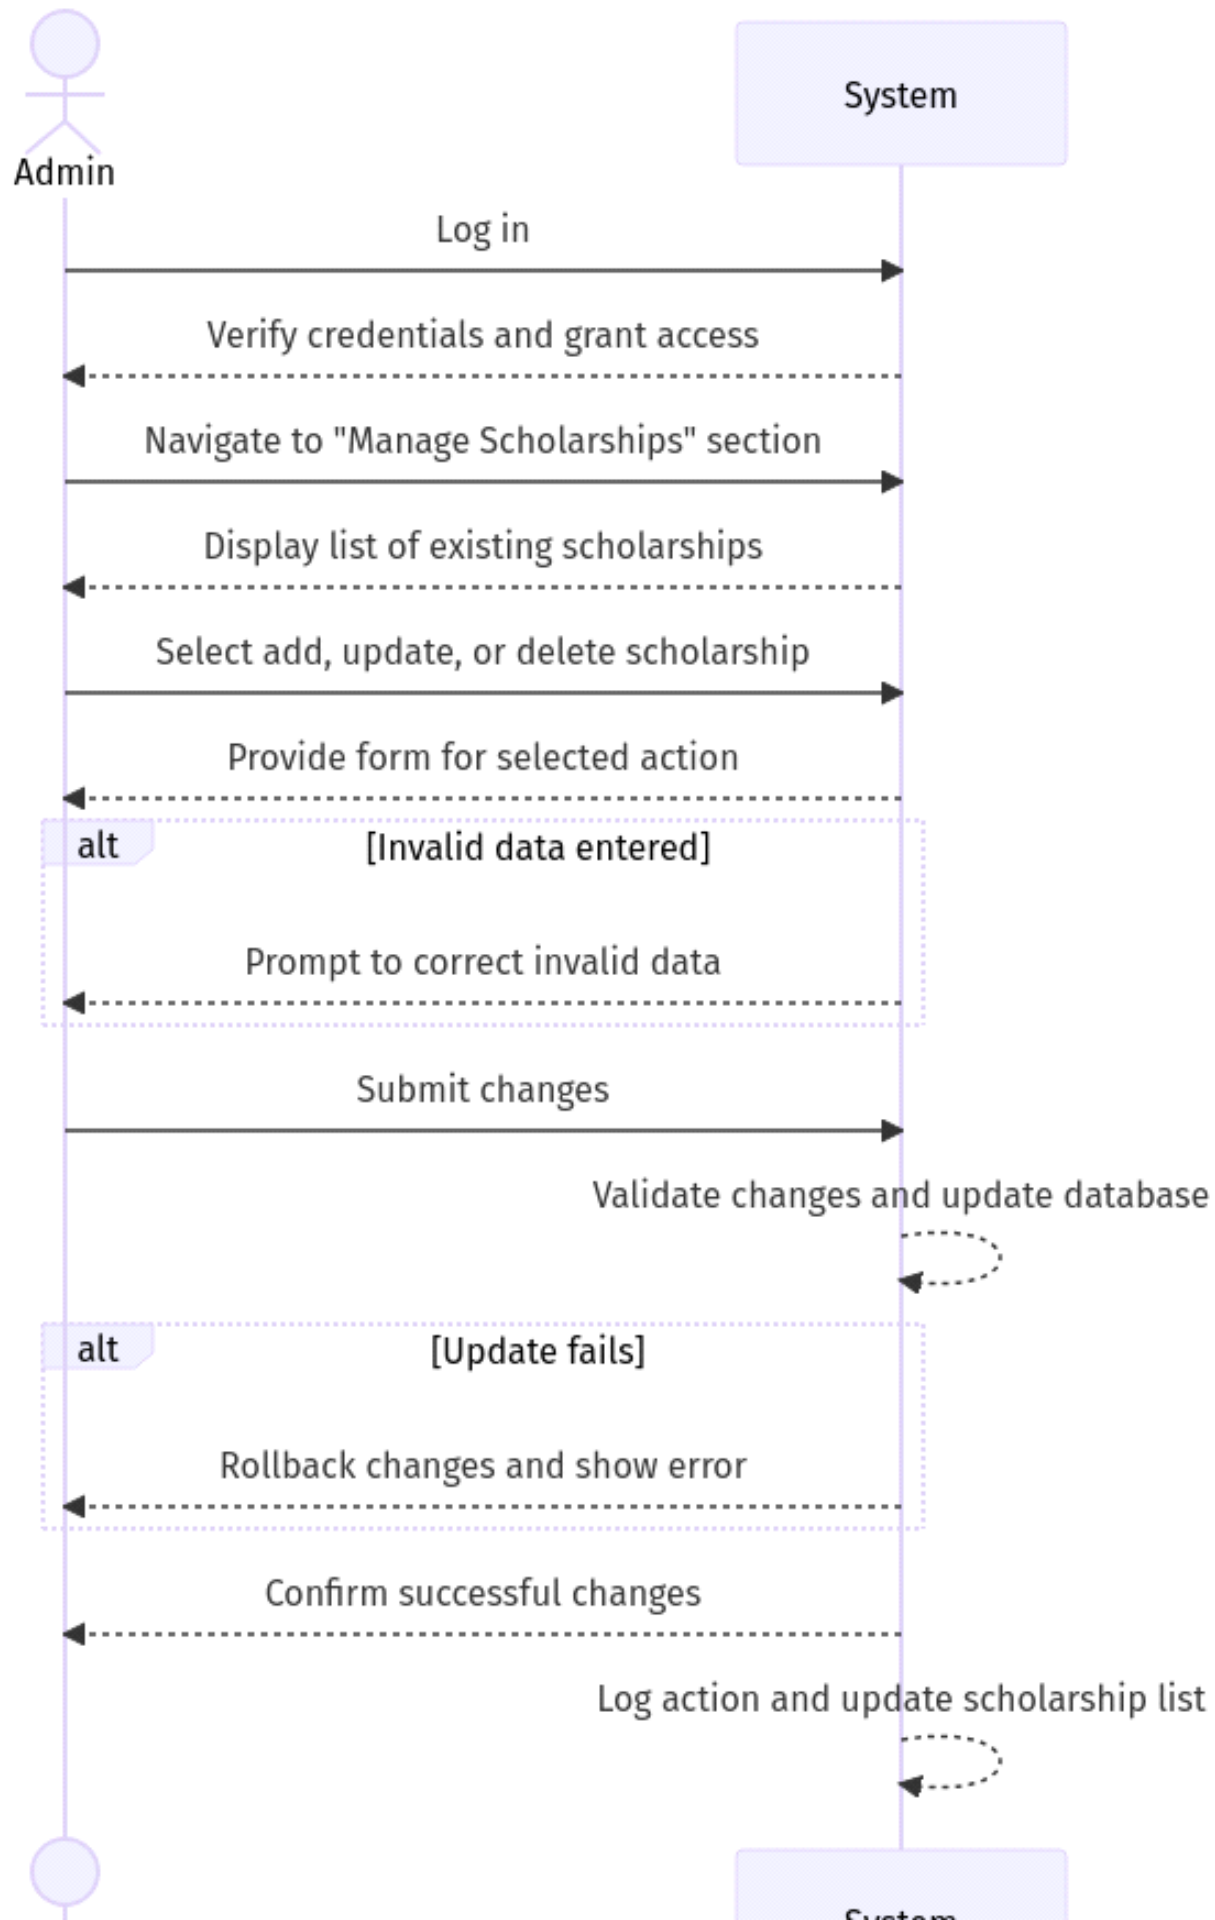 System
Admin
Log in
Verify credentials and grant access
Navigate to "Manage Scholarships" section
Display list of existing scholarships
Select add, update, or delete scholarship
Provide form for selected action
alt [Invalid data entered]
Prompt to correct invalid data
Submit changes
Validate changes and update database
alt [Update fails]
Rollback changes and show error
Confirm successful changes
Log action and update scholarship list
System